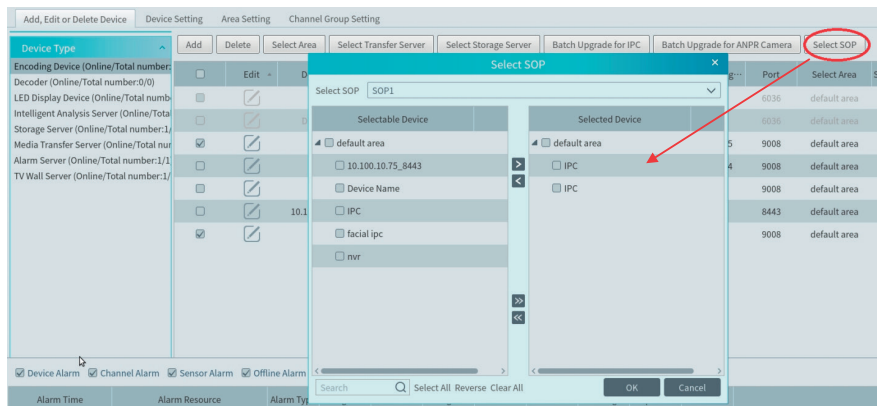 Add, Edit or Delete Device Device Setting Area Setting Channel Group Setting
Device Type Add Delete Select Area Select Transfer Server Select Storage Server Batch Upgrade for IPC Batch Upgrade for ANPR Camera Select SOP
Encoding Device (Online/Total number:
Decoder (Online/Total number:0/0)
LED Display Device (Online/Total numb
Intelligent Analysis Server (Online/Tota
Storage Server (Online/Total number:1/
Media Transfer Server (Online/Total nur
Alarm Server (Online/Total number:1/1
TV Wall Server (Online/Total number:1/
Edit D g··· Port Select Area S
6036 default area
D 6036 default area
5 9008 default area
4 9008 default area
9008 default area
10.1 8443 default area
9008 default area
Select SOP ×
Select SOP SOP1
Selectable Device
default area
10.100.10.75_8443
Device Name
IPC
facial ipc
nvr
Selected Device
default area
IPC
IPC
Search Select All Reverse Clear All OK Cancel
Device Alarm Channel Alarm Sensor Alarm Offline Alarm
Alarm Time Alarm Resource Alarm Typ